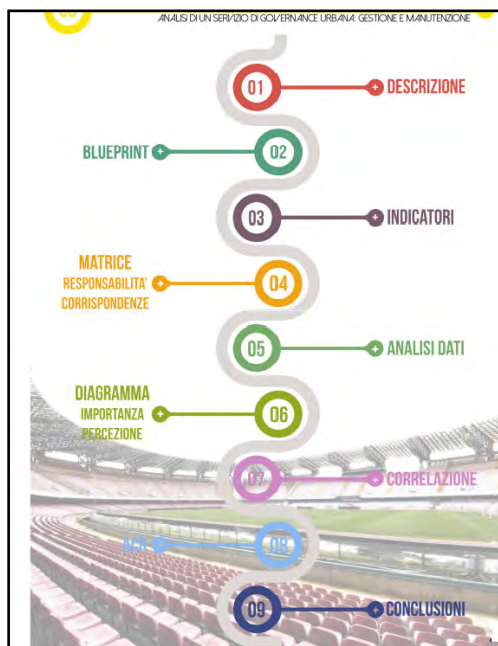 ANALISI DI UN SERVIZIO DI GOVERNANCE URBANA: GESTIONE E MANUTENZIONE
01
DESCRIZIONE
BLUEPRINT
02
03
INDICATORI
MATRICE
RESPONSABILITA'
CORRISPONDENZE
04
05
ANALISI DATI
DIAGRAMMA
IMPORTANZA
PERCEZIONE
06
07
CORRELAZIONE
08
09
CONCLUSIONI